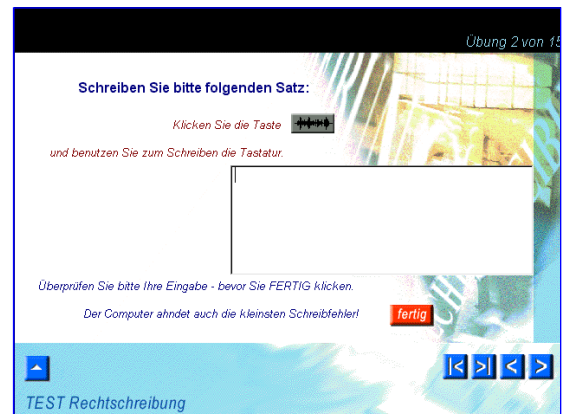 Übung 2 von 15
Schreiben Sie bitte folgenden Satz:
Klicken Sie die Taste
und benutzen Sie zum Schreiben die Tastatur.
Überprüfen Sie bitte Ihre Eingabe - bevor Sie FERTIG klicken.
Der Computer ahndet auch die kleinsten Schreibfehler!
fertig
TEST Rechtschreibung